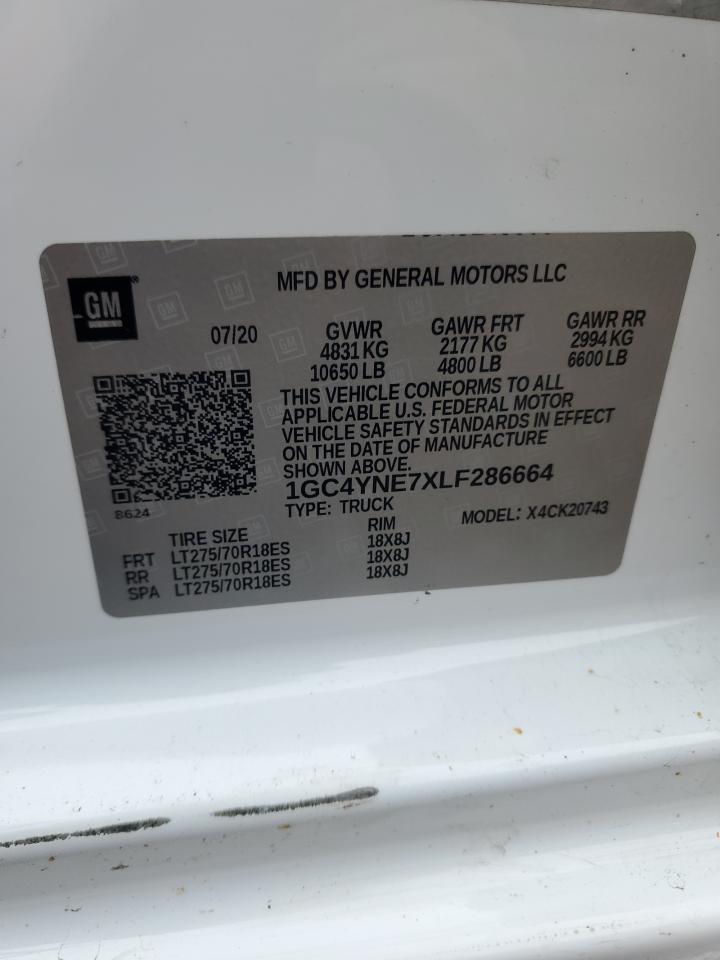 GM
MFD BY GENERAL MOTORS LLC
07/20
GVWR GAWR FRT GAWR RR
4831 KG 2177 KG 2994 KG
10650 LB 4800 LB 6600 LB
THIS VEHICLE CONFORMS TO ALL
APPLICABLE U.S. FEDERAL MOTOR
VEHICLE SAFETY STANDARDS IN EFFECT
ON THE DATE OF MANUFACTURE
SHOWN ABOVE.
1GC4YNE7XLF286664
8624
TYPE: TRUCK MODEL: X4CK20743
TIRE SIZE RIM
FRT LT275/70R18ES 18X8J
RR LT275/70R18ES 18X8J
SPA LT275/70R18ES 18X8J